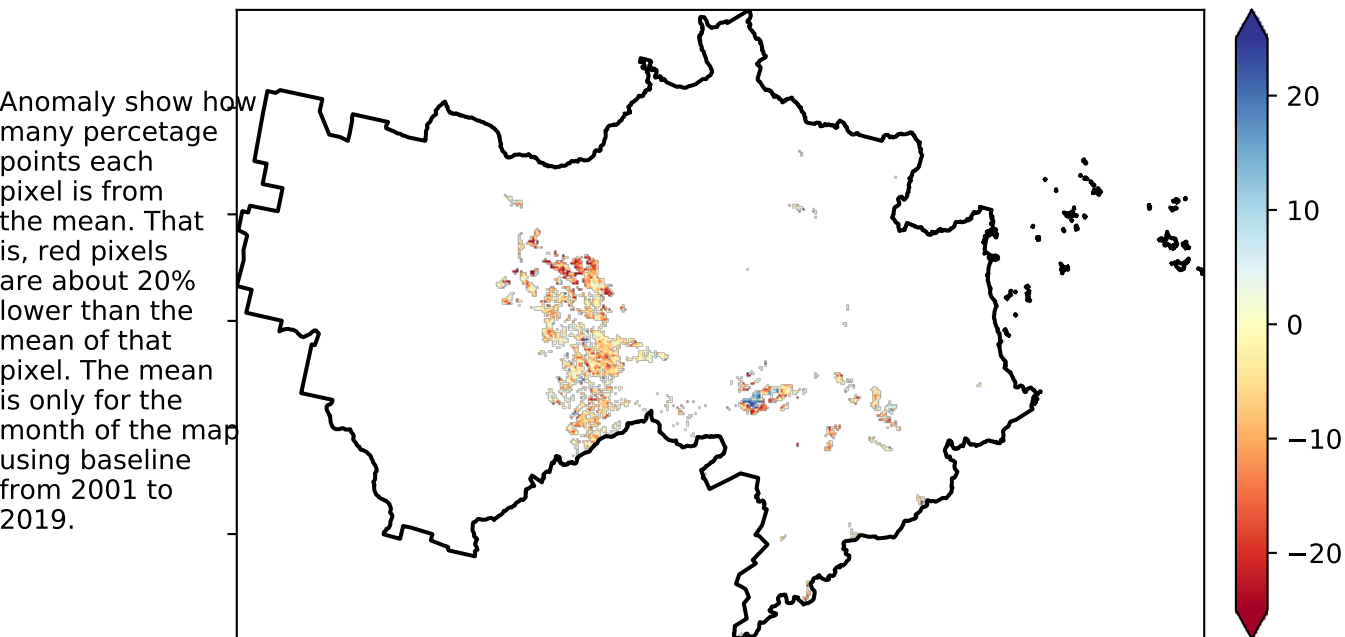 Anomaly show how
many percetage
points each
pixel is from
the mean. That
is, red pixels
are about 20%
lower than the
mean of that
pixel. The mean
is only for the
month of the map
using baseline
from 2001 to
2019.
20
10
0
−10
−20